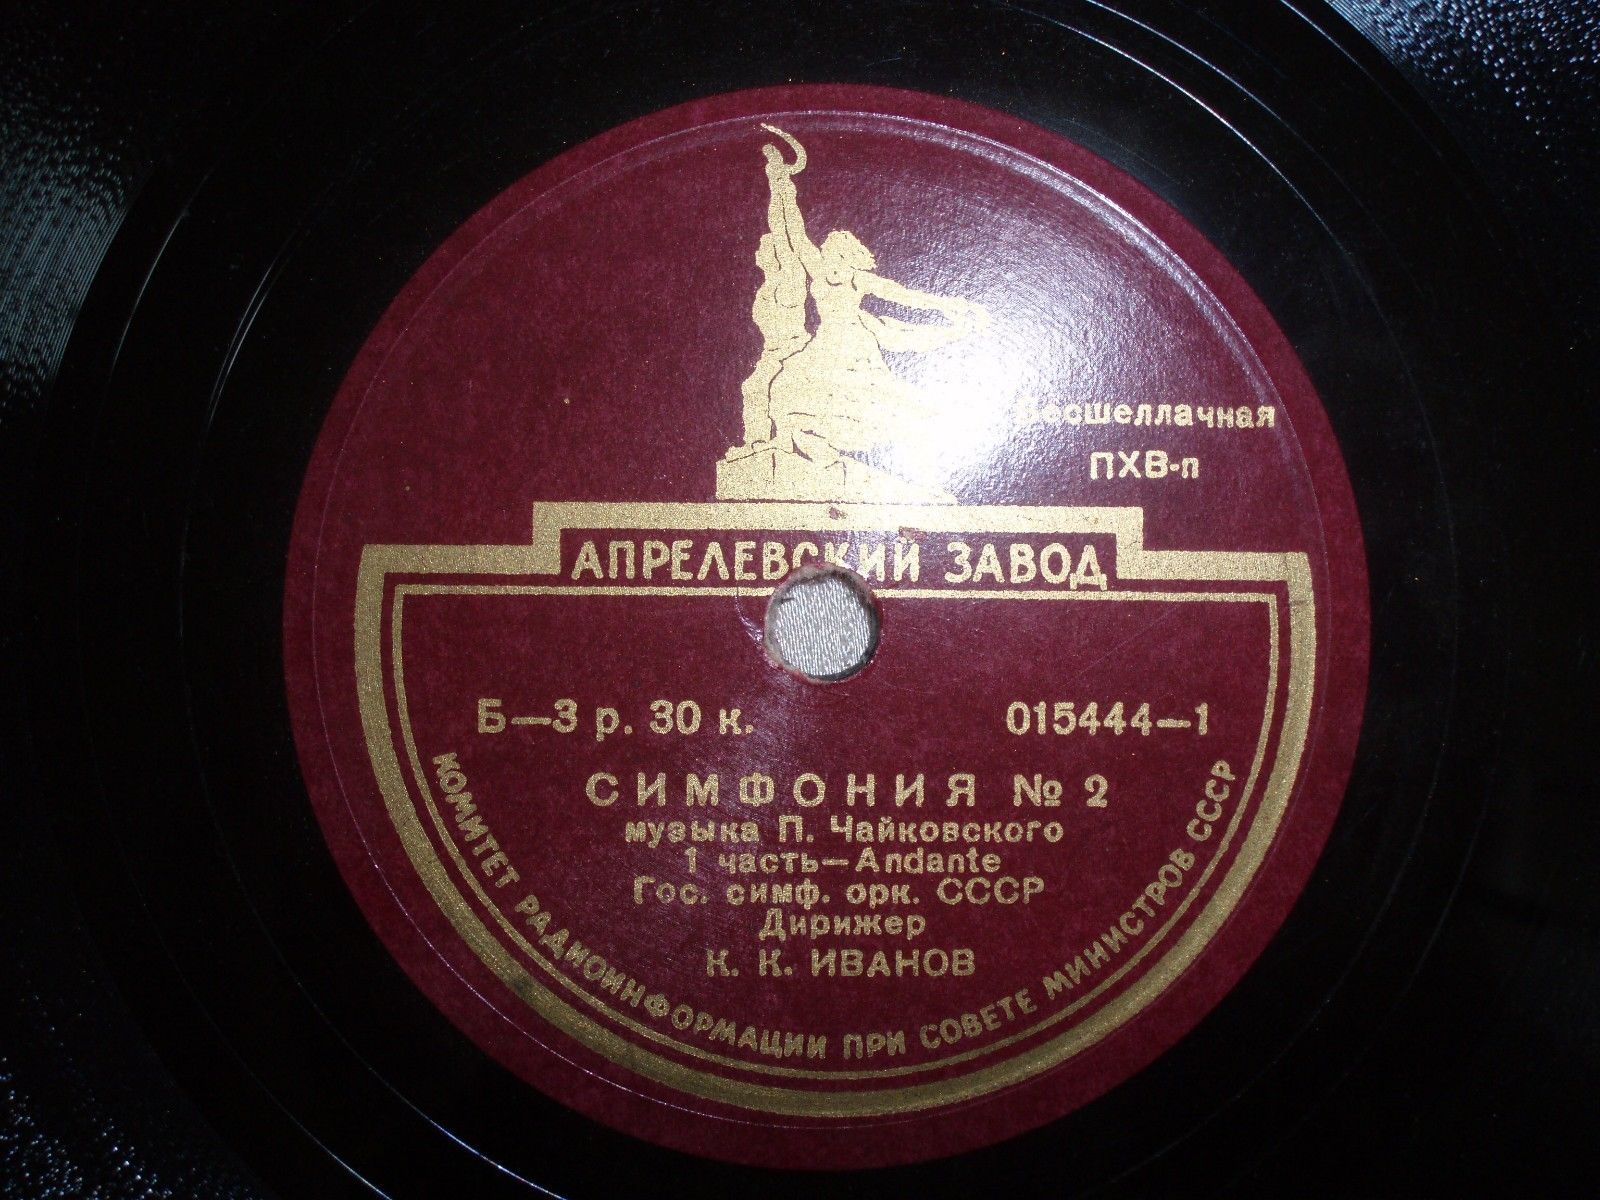 Бесшеллачная
ПХВ-п
АПРЕЛЕВСКИЙ ЗАВОД
Б—3 р. 30 к.
015444—1
СИМФОНИЯ № 2
музыка П. Чайковского
1 часть—Andante
Гос. симф. орк. СССР
Дирижер
К. К. ИВАНОВ
КОМИТЕТ РАДИОИНФОРМАЦИИ ПРИ СОВЕТЕ МИНИСТРОВ СССР